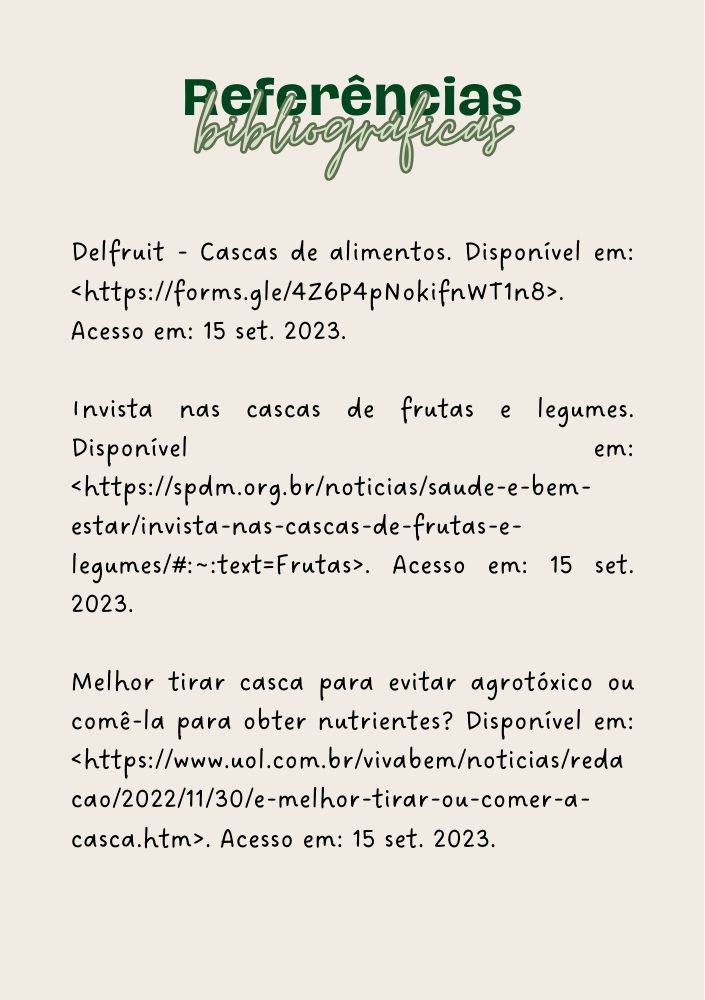 Referências
bibliográficas
Delfruit - Cascas de alimentos. Disponível em:
<https://forms.gle/4Z6P4pNokifnWT1n8>.
Acesso em: 15 set. 2023.
Invista nas cascas de frutas e legumes.
Disponível em:
<https://spdm.org.br/noticias/saude-e-bem-
estar/invista-nas-cascas-de-frutas-e-
legumes/#:~:text=Frutas>. Acesso em: 15 set.
2023.
Melhor tirar casca para evitar agrotóxico ou
comê-la para obter nutrientes? Disponível em:
<https://www.uol.com.br/vivabem/noticias/reda
cao/2022/11/30/e-melhor-tirar-ou-comer-a-
casca.htm>. Acesso em: 15 set. 2023.